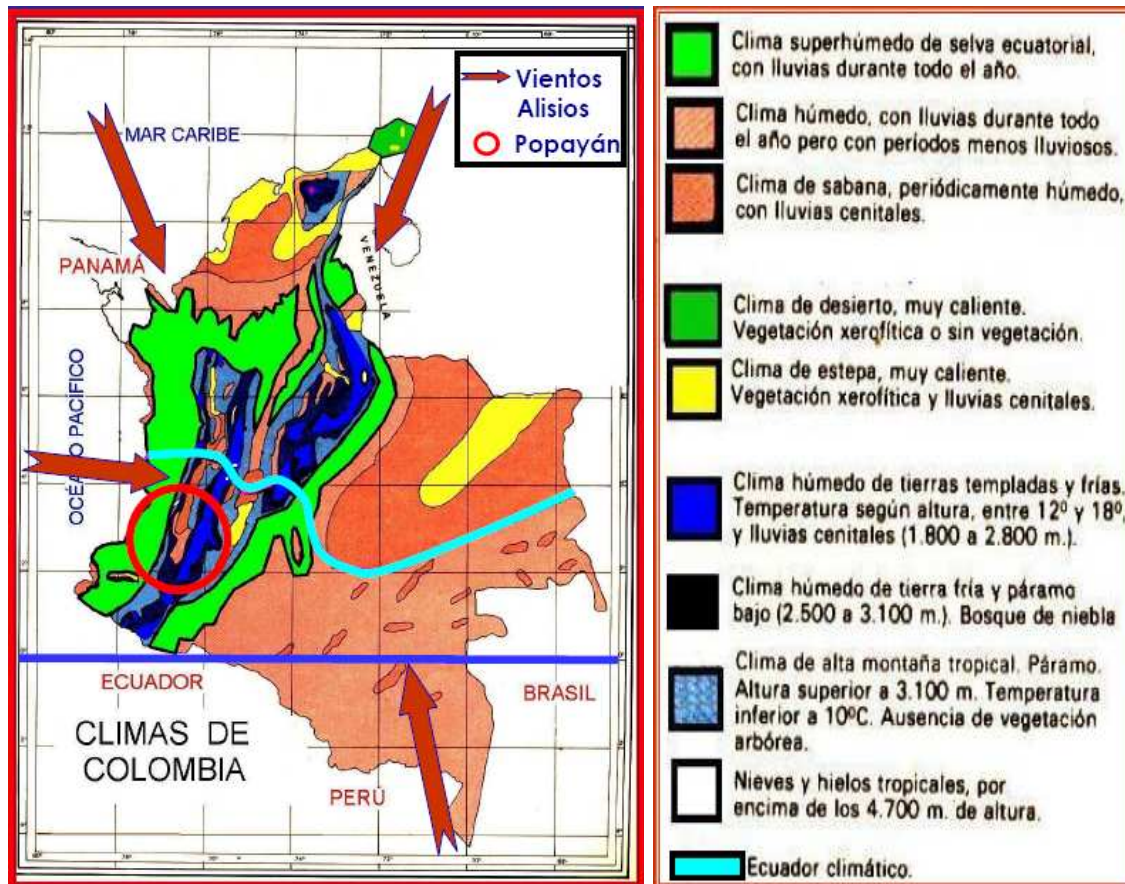 Vientos
Alisios
Popayán
MAR CARIBE
PANAMÁ
VENEZUELA
OCÉANO PACÍFICO
ECUADOR
BRASIL
CLIMAS DE
COLOMBIA
PERÚ
Clima superhúmedo de selva ecuatorial,
con lluvias durante todo el año.
Clima húmedo, con lluvias durante todo
el año pero con períodos menos lluviosos.
Clima de sabana, periódicamente húmedo,
con lluvias cenitales.
Clima de desierto, muy caliente.
Vegetación xerofítica o sin vegetación.
Clima de estepa, muy caliente.
Vegetación xerofítica y lluvias cenitales.
Clima húmedo de tierras templadas y frías.
Temperatura según altura, entre 12º y 18º,
y lluvias cenitales (1.800 a 2.800 m.).
Clima húmedo de tierra fría y páramo
bajo (2.500 a 3.100 m.). Bosque de niebla
Clima de alta montaña tropical. Páramo.
Altura superior a 3.100 m. Temperatura
inferior a 10ºC. Ausencia de vegetación
arbórea.
Nieves y hielos tropicales, por
encima de los 4.700 m. de altura.
Ecuador climático.